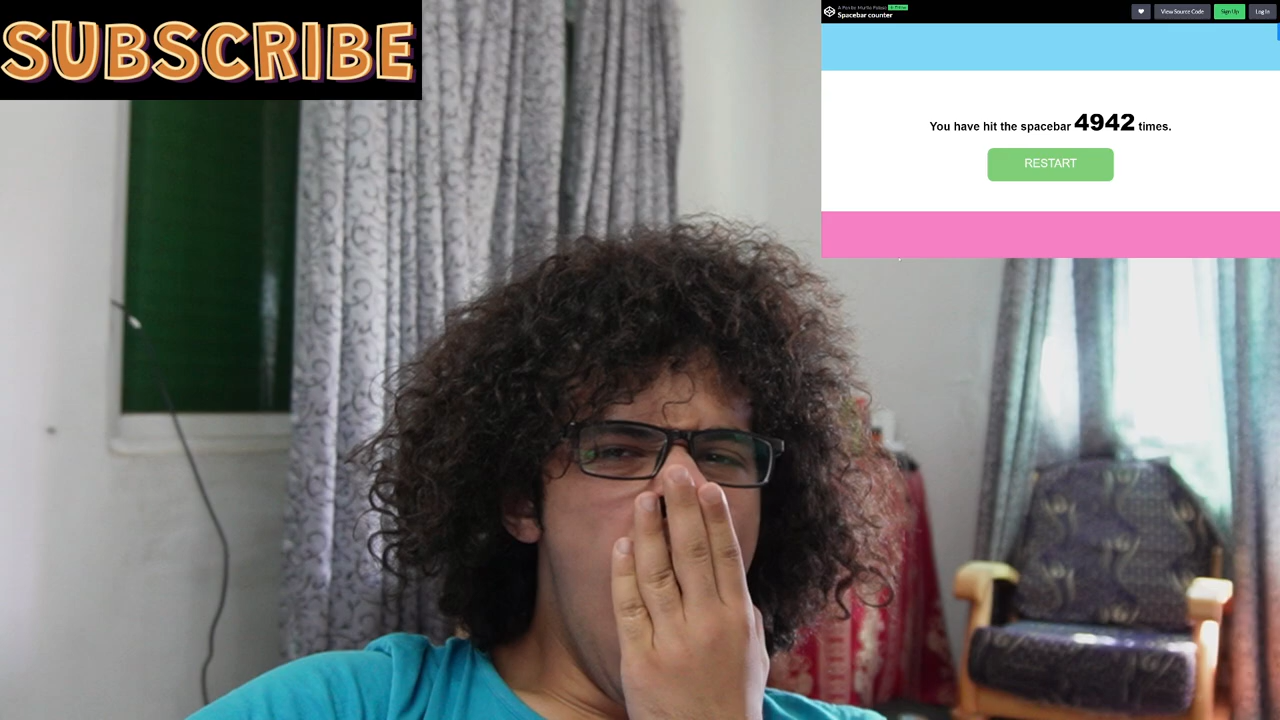 SUBSCRIBE
Spacebar counter
View Source Code
Sign Up
Log In
You have hit the spacebar 4942 times.
RESTART